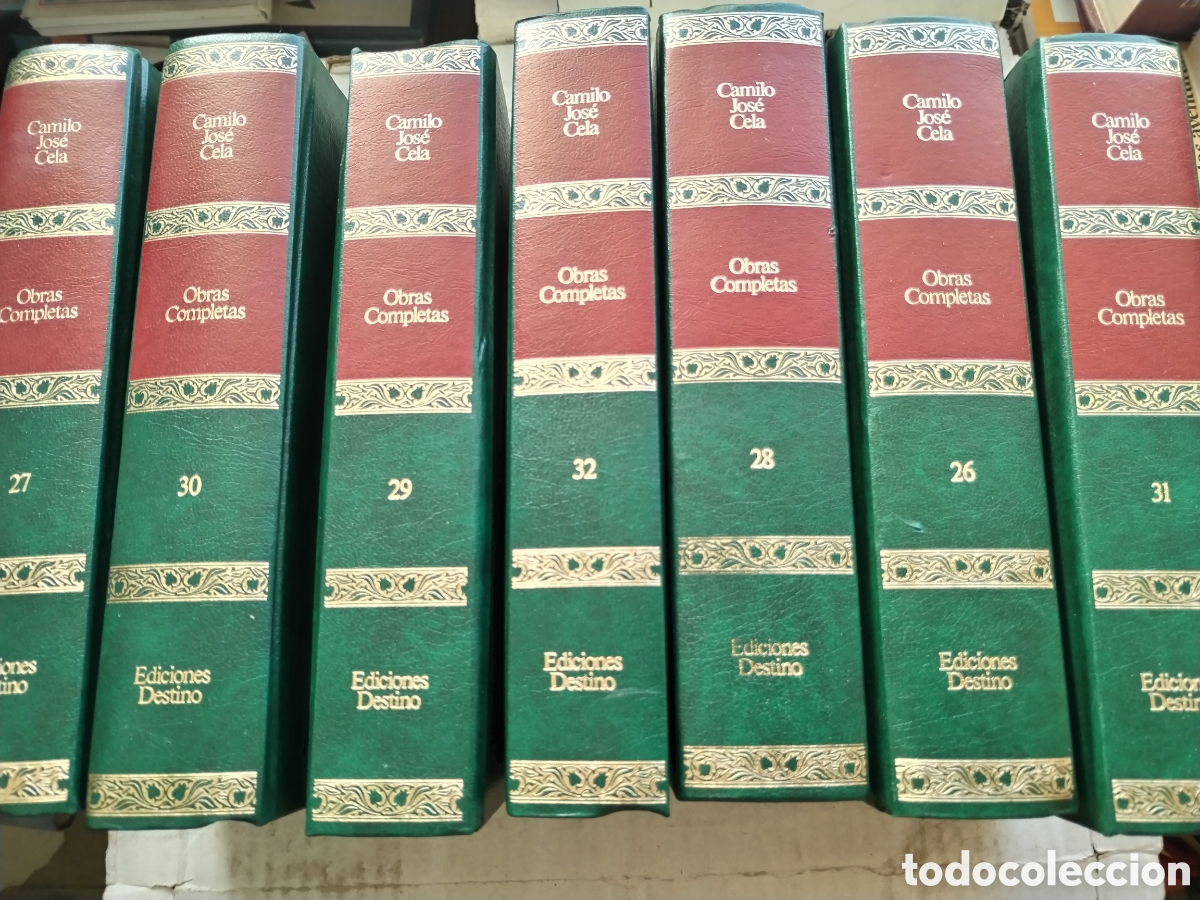 Camilo
José
Cela
Obras
Completas
27
Camilo
José
Cela
Obras
Completas
30
Ediciones
Destino
Camilo
José
Cela
Obras
Completas
29
Ediciones
Destino
Camilo
José
Cela
Obras
Completas
32
Ediciones
Destino
Camilo
José
Cela
Obras
Completas
28
Ediciones
Destino
Camilo
José
Cela
Obras
Completas
26
Ediciones
Destino
Camilo
José
Cela
Obras
Completas
31
todocoleccion